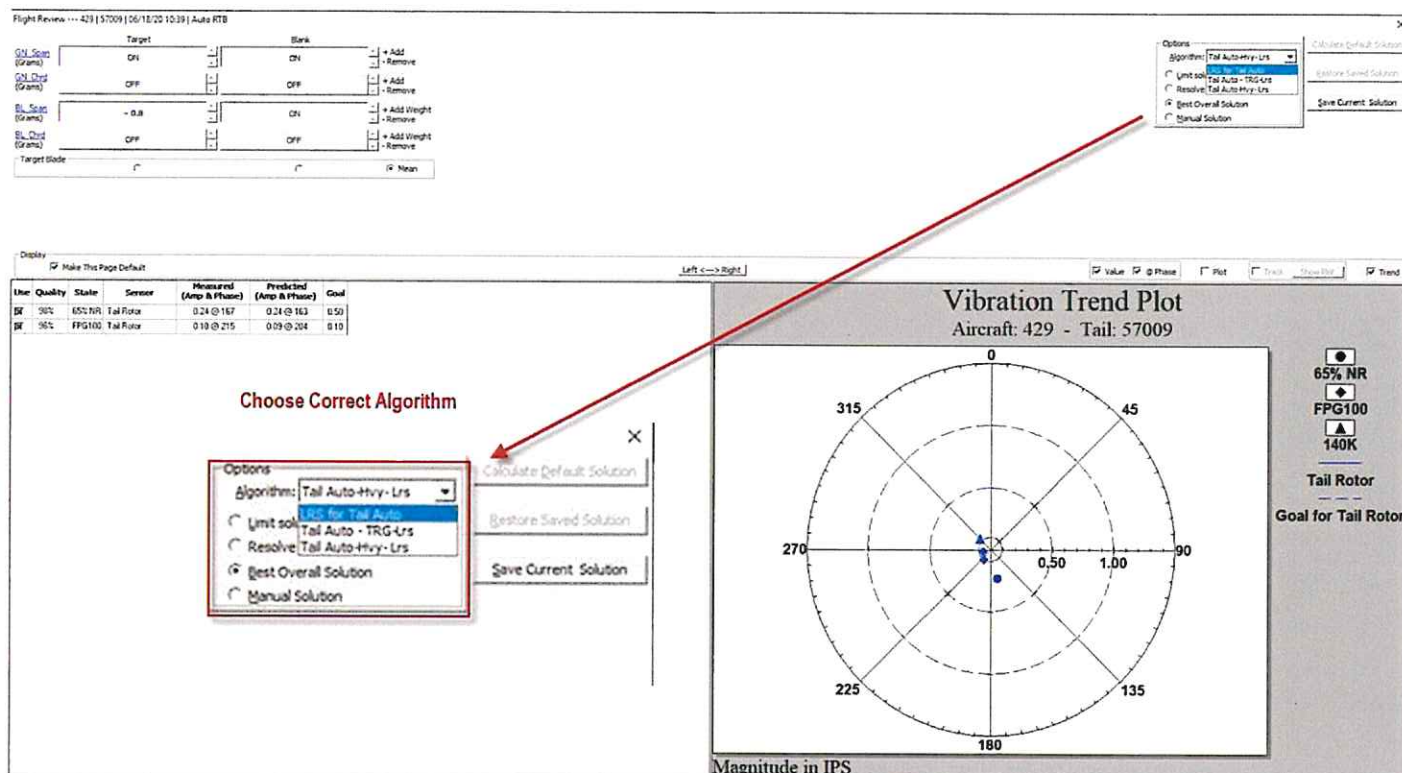 Flight Review --- 429 | 57009 | 06/18/20 10:39 | Auto RTB
Target Blank
GN_Span
(Grams) ON ON + Add
- Remove
GN_Chrd
(Grams) OFF OFF + Add
- Remove
BL_Span
(Grams) - 0.8 ON + Add Weight
- Remove
BL_Chrd
(Grams) OFF OFF + Add Weight
- Remove
Target Blade
Mean
Options
Algorithm: Tail Auto-Hvy-Lrs
LRS for Tail Auto
Limit sol Tail Auto - TRG-Lrs
Resolve Tail Auto-Hvy-Lrs
Best Overall Solution
Manual Solution
Calculate Default Solution
Restore Saved Solution
Save Current Solution
Display
Make This Page Default
Left <---> Right
Value @ Phase Plot Track Show Plot Trend
Use Quality State Sensor Measured (Amp & Phase) Predicted (Amp & Phase) Goal
98% 65% NR Tail Rotor 0.24 @ 167 0.24 @ 163 0.50
96% FPG100 Tail Rotor 0.10 @ 215 0.09 @ 204 0.10
Choose Correct Algorithm
Options
Algorithm: Tail Auto-Hvy-Lrs
LRS for Tail Auto
Limit sol Tail Auto - TRG-Lrs
Resolve Tail Auto-Hvy-Lrs
Best Overall Solution
Manual Solution
Calculate Default Solution
Restore Saved Solution
Save Current Solution
Vibration Trend Plot
Aircraft: 429 - Tail: 57009
0
45
90
135
180
225
270
315
0.50
1.00
65% NR
FPG100
140K
Tail Rotor
Goal for Tail Rotor
Magnitude in IPS